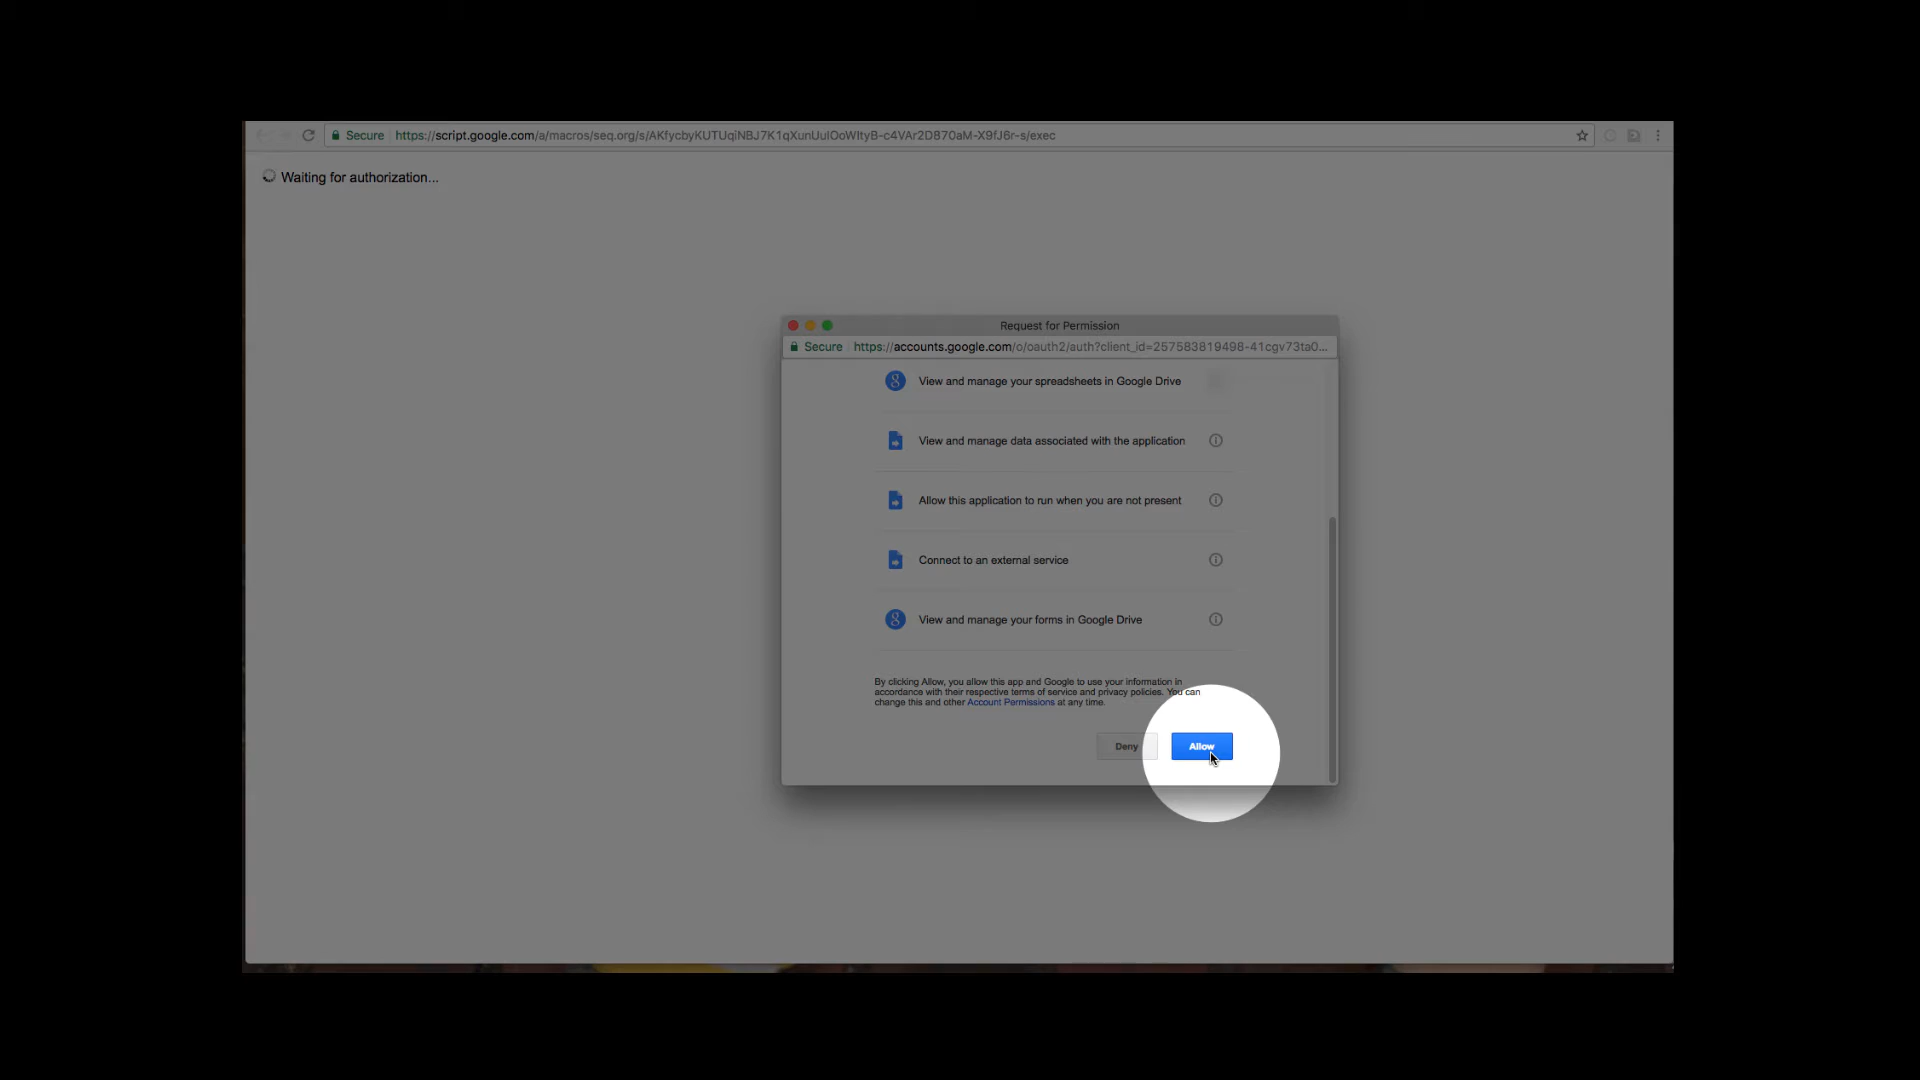 Secure https://script.google.com/a/macros/seq.org/s/AKfycbyKUTUqiNBJ7K1qXunUulOoWItyB-c4VAr2D870aM-X9fJ6r-s/exec
Waiting for authorization...
Request for Permission
Secure https://accounts.google.com/o/oauth2/auth?client_id=257583819498-41cgv73ta0...
View and manage your spreadsheets in Google Drive
View and manage data associated with the application
Allow this application to run when you are not present
Connect to an external service
View and manage your forms in Google Drive
By clicking Allow, you allow this app and Google to use your information in
accordance with their respective terms of service and privacy policies. You can
change this and other Account Permissions at any time.
Deny Allow